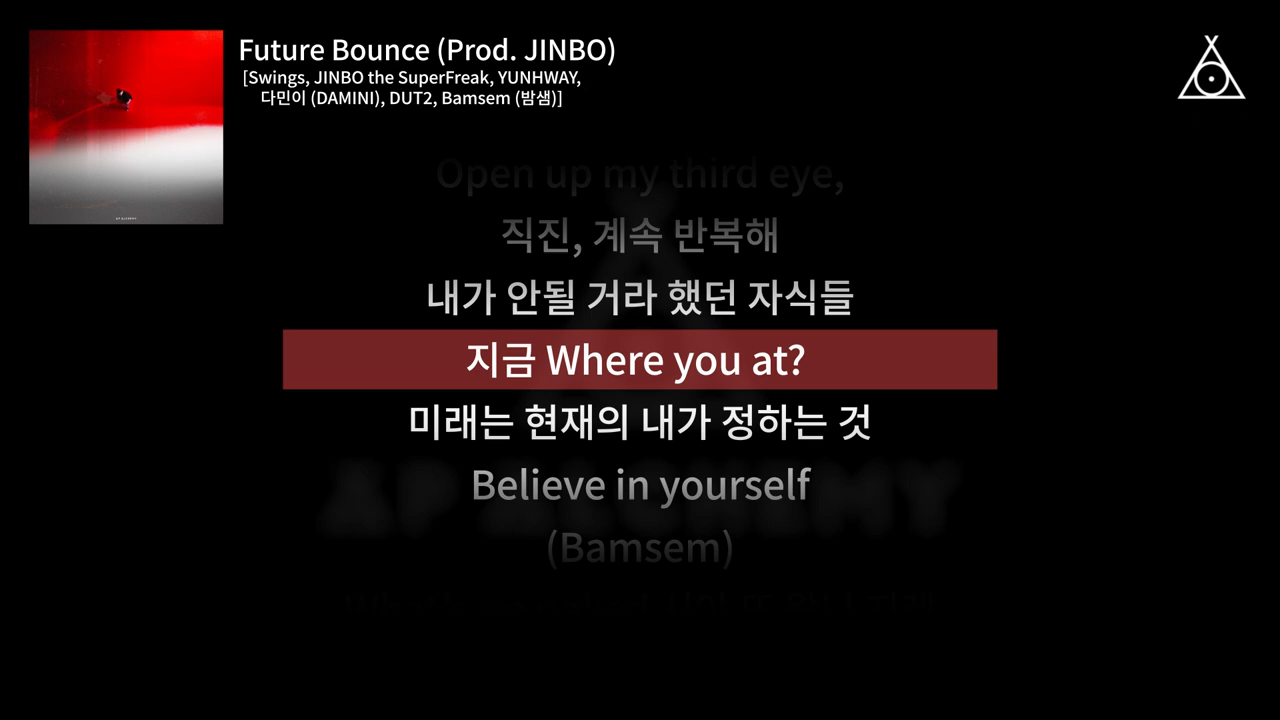 Future Bounce (Prod. JINBO)
[Swings, JINBO the SuperFreak, YUNHWAY,
다민이 (DAMINI), DUT2, Bamsem (밤샘)]
Open up my third eye,
직진, 계속 반복해
내가 안될 거라 했던 자식들
지금 Where you at?
미래는 현재의 내가 정하는 것
Believe in yourself
AP ALCHEMY
(Bamsem)